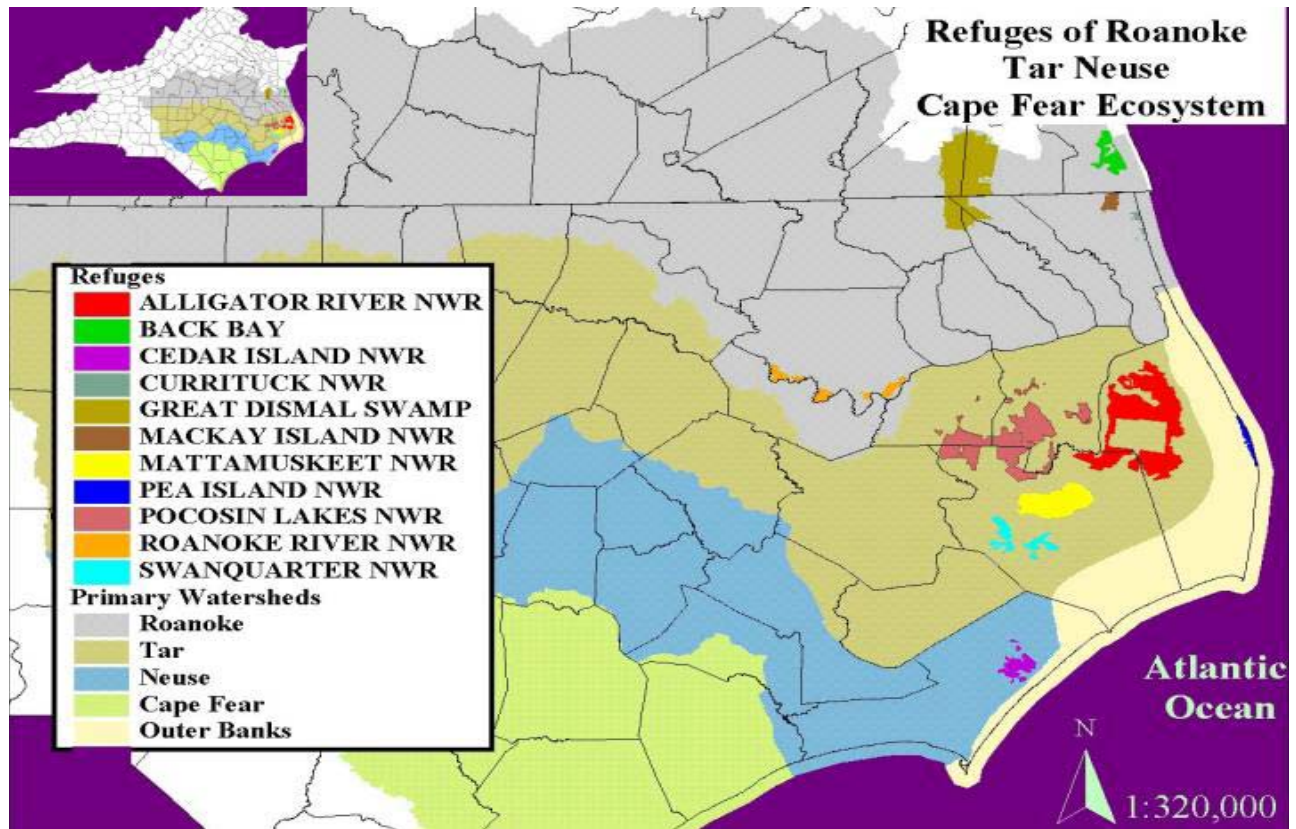 Refuges of Roanoke
Tar Neuse
Cape Fear Ecosystem
Refuges
ALLIGATOR RIVER NWR
BACK BAY
CEDAR ISLAND NWR
CURRITUCK NWR
GREAT DISMAL SWAMP
MACKAY ISLAND NWR
MATTAMUSKEET NWR
PEA ISLAND NWR
POCOSIN LAKES NWR
ROANOKE RIVER NWR
SWANQUARTER NWR
Primary Watersheds
Roanoke
Tar
Neuse
Cape Fear
Outer Banks
Atlantic
Ocean
N
1:320,000